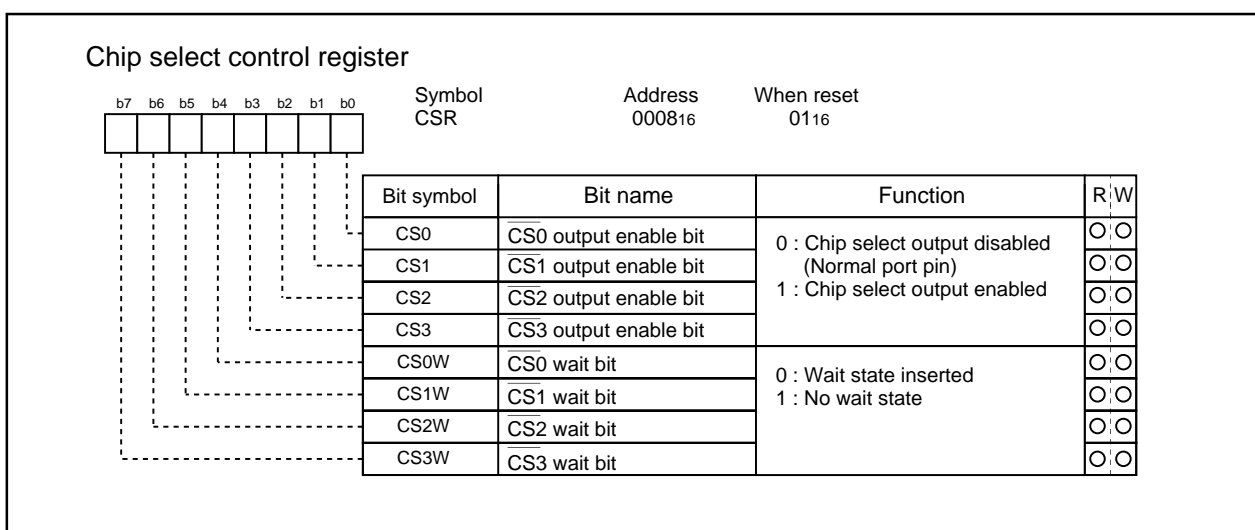 Chip select control register
b7 b6 b5 b4 b3 b2 b1 b0
Symbol Address When reset
CSR 000816 0116
Bit symbol Bit name Function R W
CS0 CS0 output enable bit 0 : Chip select output disabled
(Normal port pin)
1 : Chip select output enabled
CS1 CS1 output enable bit
CS2 CS2 output enable bit
CS3 CS3 output enable bit
CS0W CS0 wait bit 0 : Wait state inserted
1 : No wait state
CS1W CS1 wait bit
CS2W CS2 wait bit
CS3W CS3 wait bit